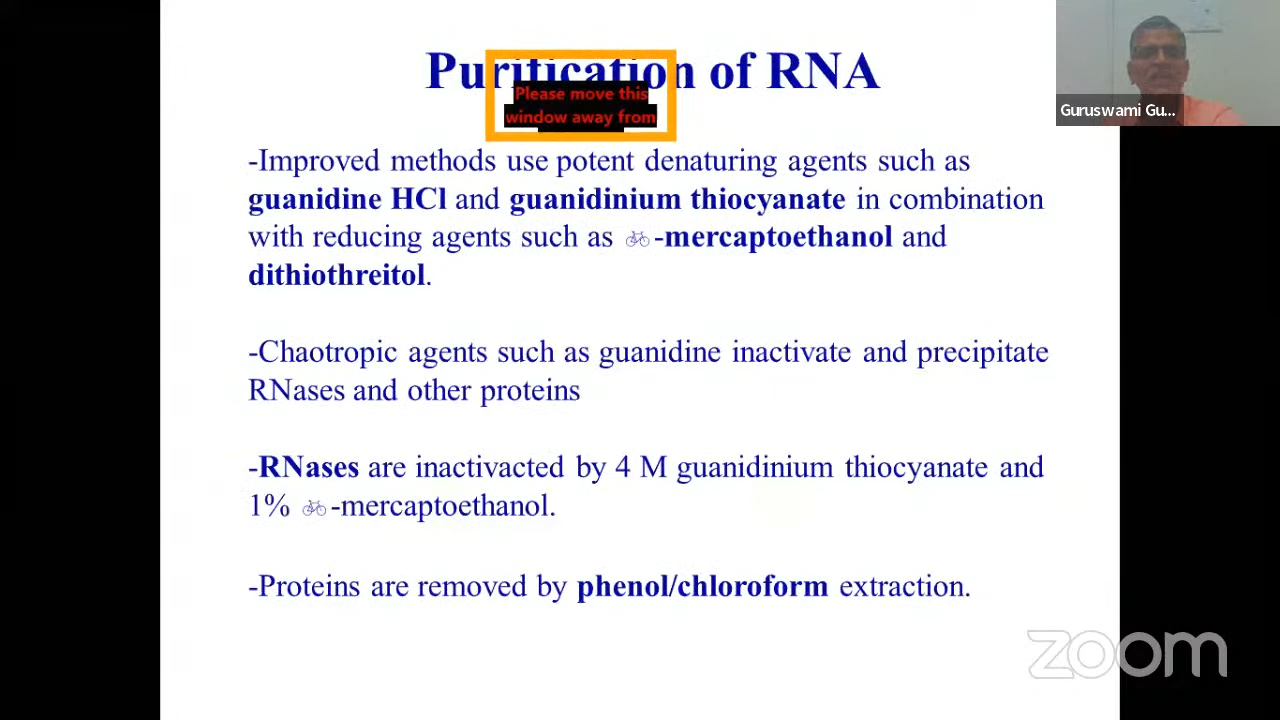 Purification of RNA
Please move this
window away from
Guruswami Gu...
-Improved methods use potent denaturing agents such as
guanidine HCl and guanidinium thiocyanate in combination
with reducing agents such as 🚲-mercaptoethanol and
dithiothreitol.
-Chaotropic agents such as guanidine inactivate and precipitate
RNases and other proteins
-RNases are inactivacted by 4 M guanidinium thiocyanate and
1% 🚲-mercaptoethanol.
-Proteins are removed by phenol/chloroform extraction.
zoom